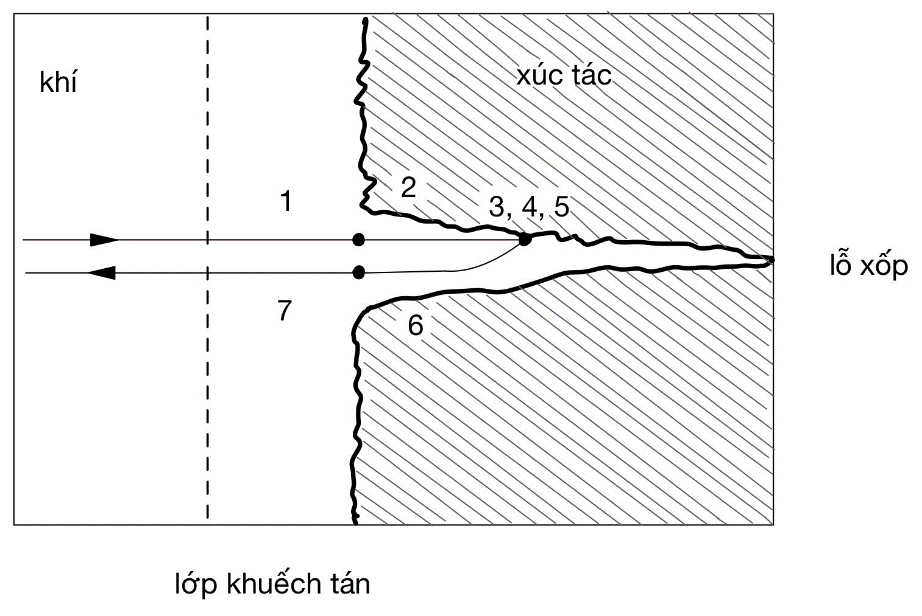 khí
xúc tác
1
2
3, 4, 5
lỗ xốp
7
6
lớp khuếch tán